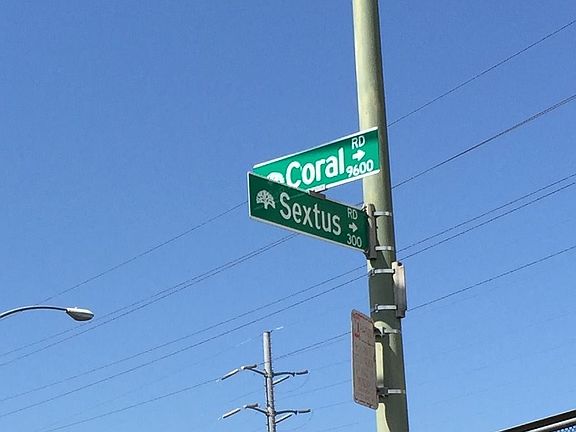 Coral RD →
9600
Sextus RD →
300